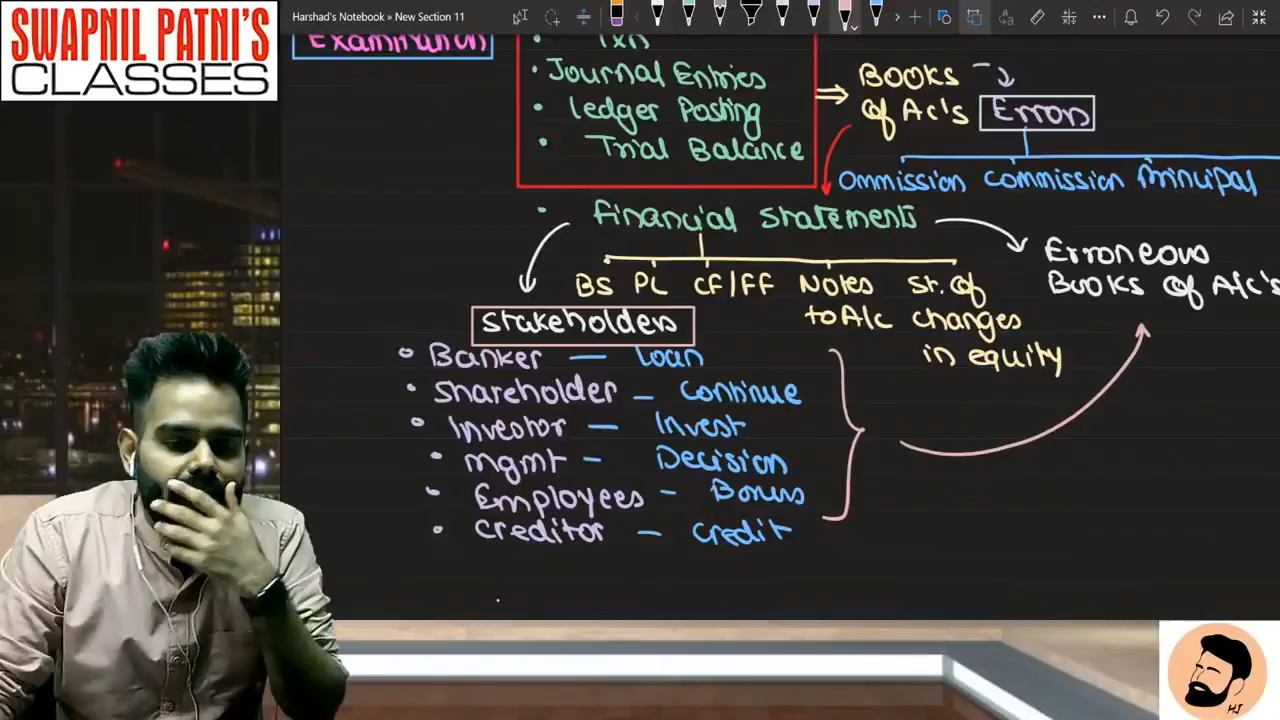 SWAPNIL PATNI'S
CLASSES
Harshad's Notebook » New Section 11
Examination
• Txn
• Journal Entries
• Ledger Posting
• Trial Balance
Books
of A/c's
Errors
Ommission Commission Principal
• Financial Statements
Erroneous
Books of A/c's
BS PL CF/FF Notes to A/c St. of changes in equity
Stakeholders
• Banker — Loan
• Shareholder — Continue
• Investor — Invest
• Mgmt — Decision
• Employees — Bonus
• Creditor — Credit
HJ